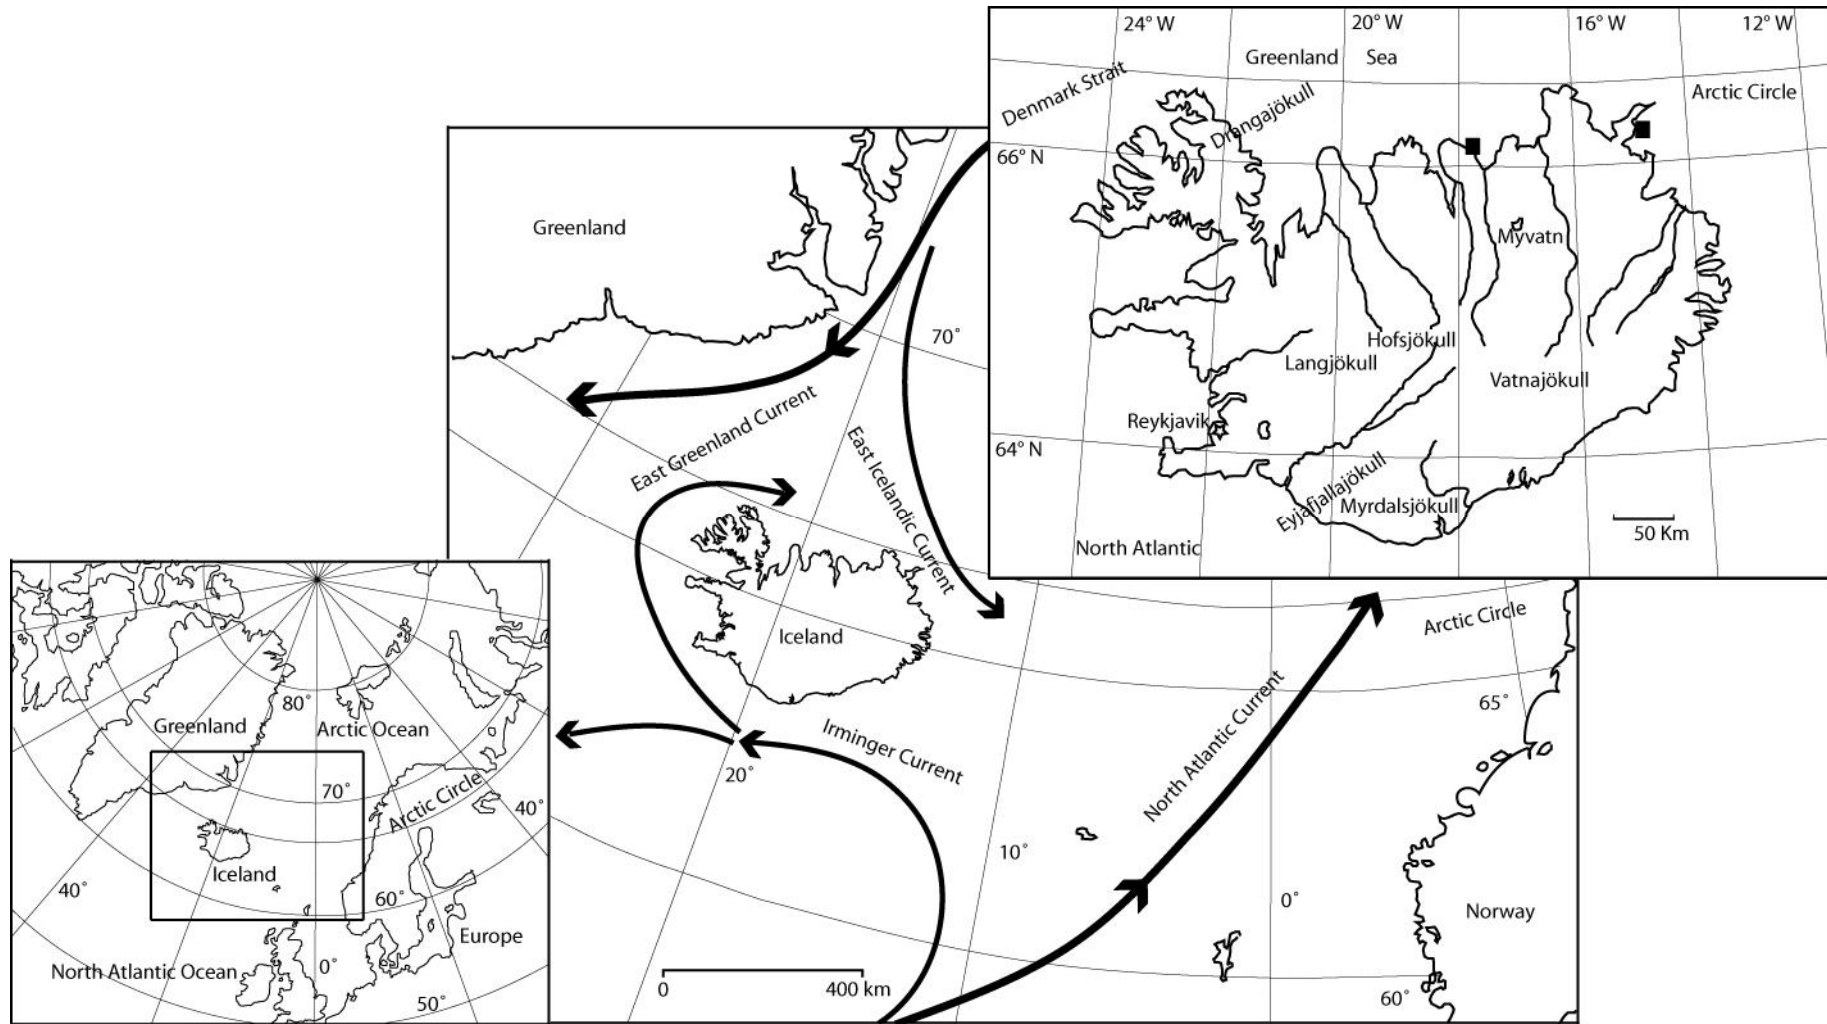 24° W
20° W
16° W
12° W
Greenland Sea
Denmark Strait
Drangajökull
Arctic Circle
66° N
Myvatn
Hofsjökull
Langjökull
Vatnajökull
Reykjavik
64° N
Eyjafjallajökull
Myrdalsjökull
50 Km
North Atlantic
Greenland
70°
East Greenland Current
East Icelandic Current
Iceland
Arctic Circle
65°
Irminger Current
North Atlantic Current
20°
10°
0°
Norway
0
400 km
60°
80°
Greenland
Arctic Ocean
70°
Arctic Circle
40°
Iceland
40°
60°
Europe
North Atlantic Ocean
0°
50°